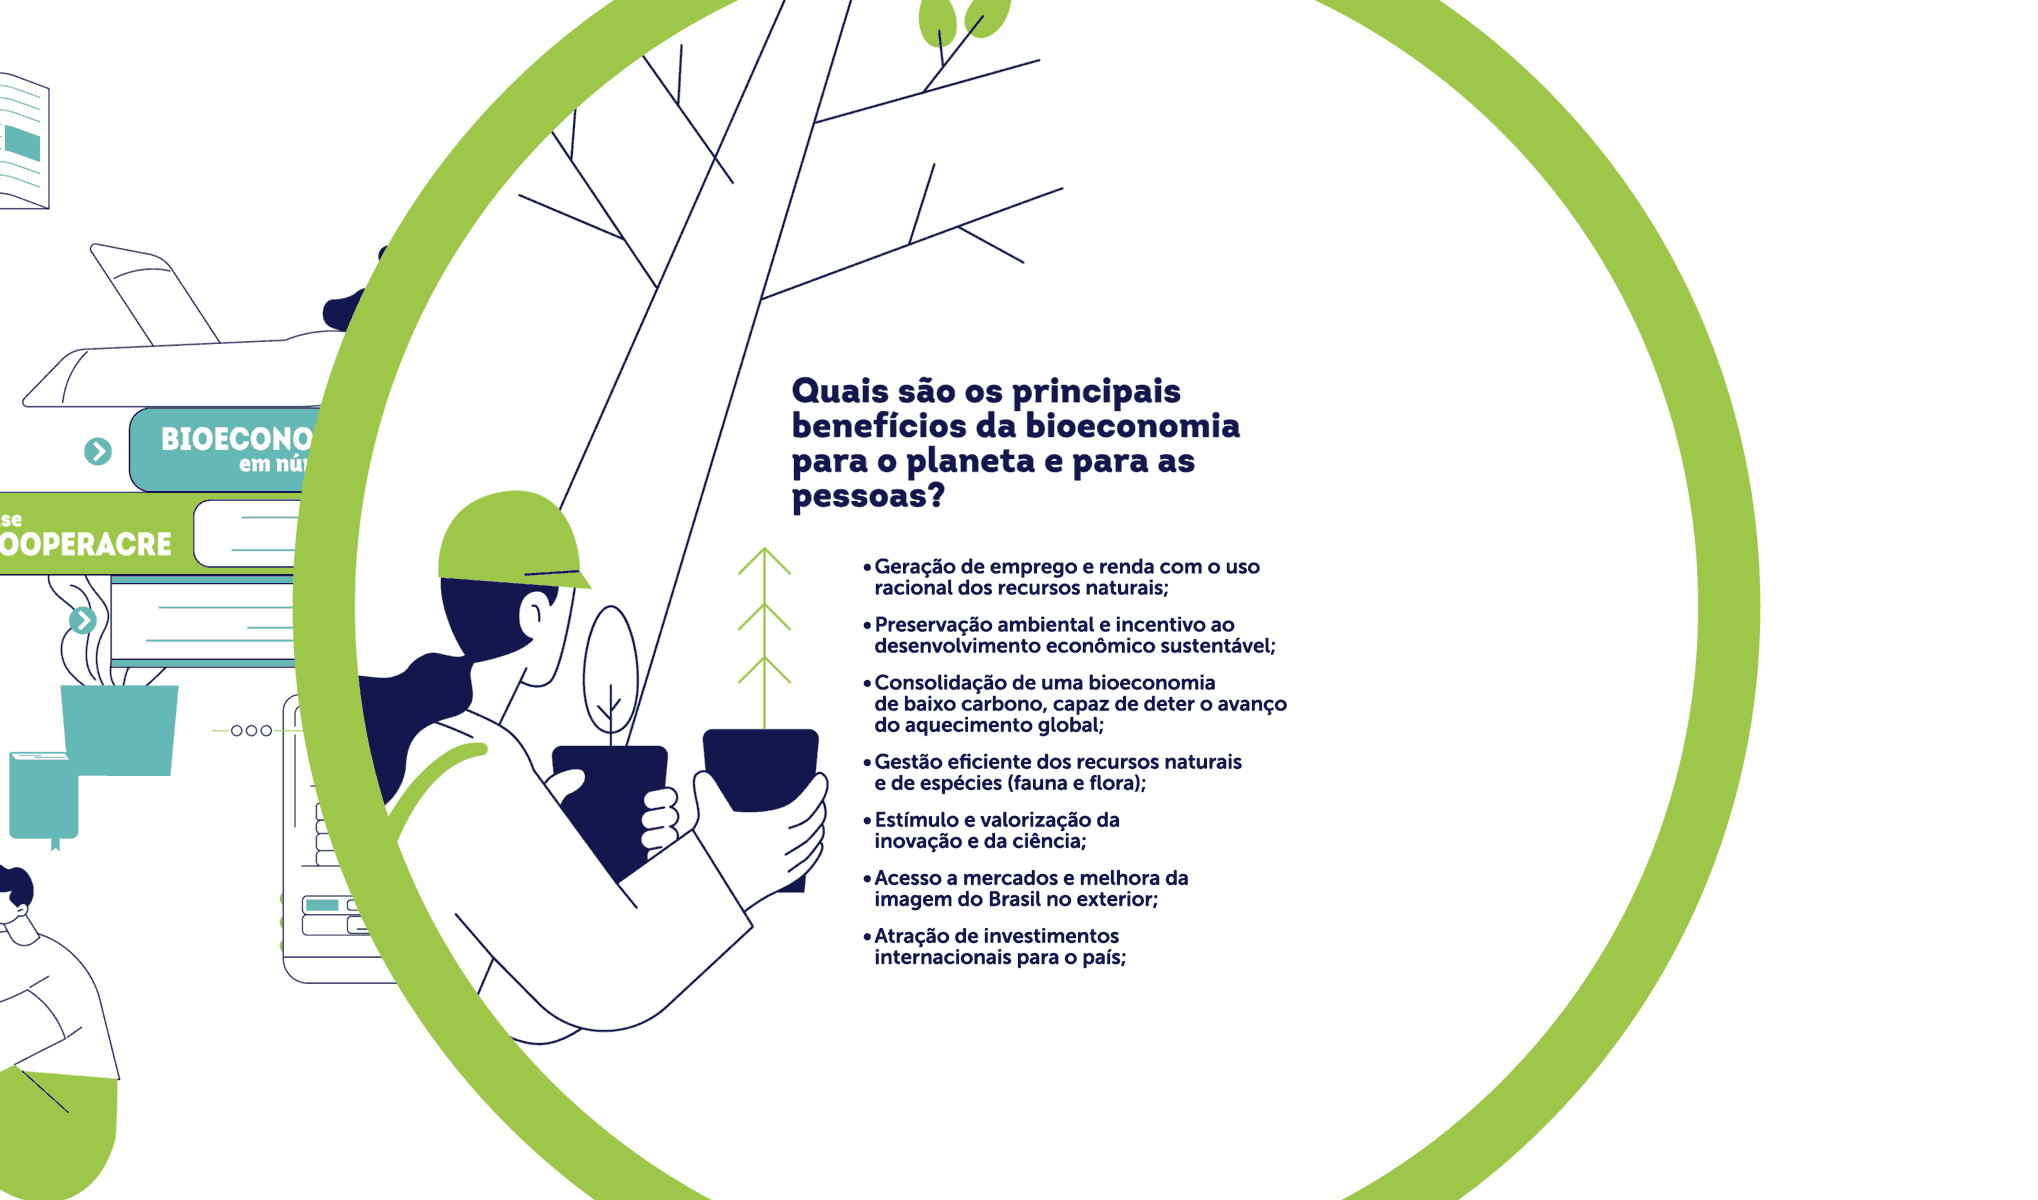 Quais são os principais
benefícios da bioeconomia
para o planeta e para as
pessoas?
• Geração de emprego e renda com o uso
racional dos recursos naturais;
• Preservação ambiental e incentivo ao
desenvolvimento econômico sustentável;
• Consolidação de uma bioeconomia
de baixo carbono, capaz de deter o avanço
do aquecimento global;
• Gestão eficiente dos recursos naturais
e de espécies (fauna e flora);
• Estímulo e valorização da
inovação e da ciência;
• Acesso a mercados e melhora da
imagem do Brasil no exterior;
• Atração de investimentos
internacionais para o país;
BIOECONO
em núm
ase
OOPERACRE